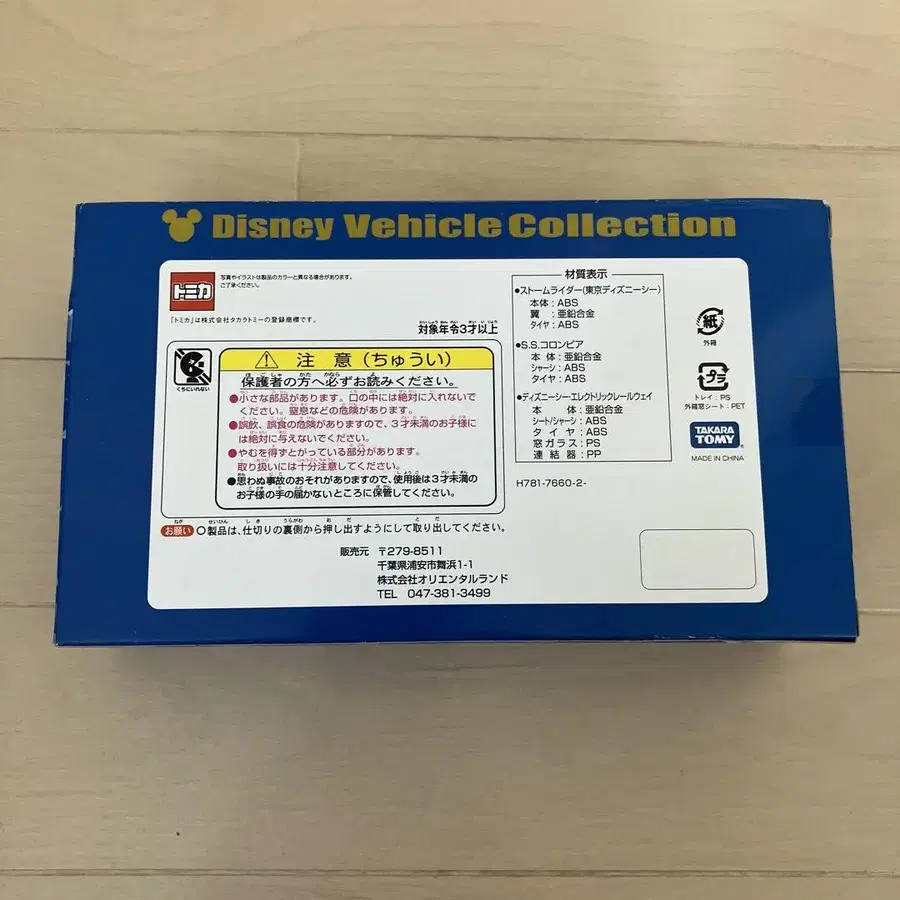 Disney Vehicle Collection
トミカ
写真やイラストは製品のカラーと異なる場合があります。
ご了承ください。
「トミカ」は株式会社タカラトミーの登録商標です。
対象年令3才以上
くちにいれない
注意(ちゅうい)
保護者の方へ必ずお読みください。
●小さな部品があります。口の中には絶対に入れないで
ください。窒息などの危険があります。
●誤飲、誤食の危険がありますので、3才未満のお子様に
は絶対に与えないでください。
●やむを得ずとがっている部分があります。
取り扱いには十分注意してください。
●思わぬ事故のおそれがありますので、使用後は3才未満の
お子様の手の届かないところに保管してください。
お願い ○製品は、仕切りの裏側から押し出すようにして取り出してください。
販売元 〒279-8511
千葉県浦安市舞浜1-1
株式会社オリエンタルランド
TEL 047-381-3499
材質表示
●ストームライダー(東京ディズニーシー)
本体:ABS
翼:亜鉛合金
タイヤ:ABS
●S.S.コロンビア
本体:亜鉛合金
シャーシ:ABS
タイヤ:ABS
●ディズニーシー・エレクトリックレールウェイ
本体:亜鉛合金
シート/シャーシ:ABS
タイヤ:ABS
窓ガラス:PS
連結器:PP
H781-7660-2-
紙
外箱
プラ
トレイ:PS
外箱窓シート:PET
TAKARA
TOMY
MADE IN CHINA